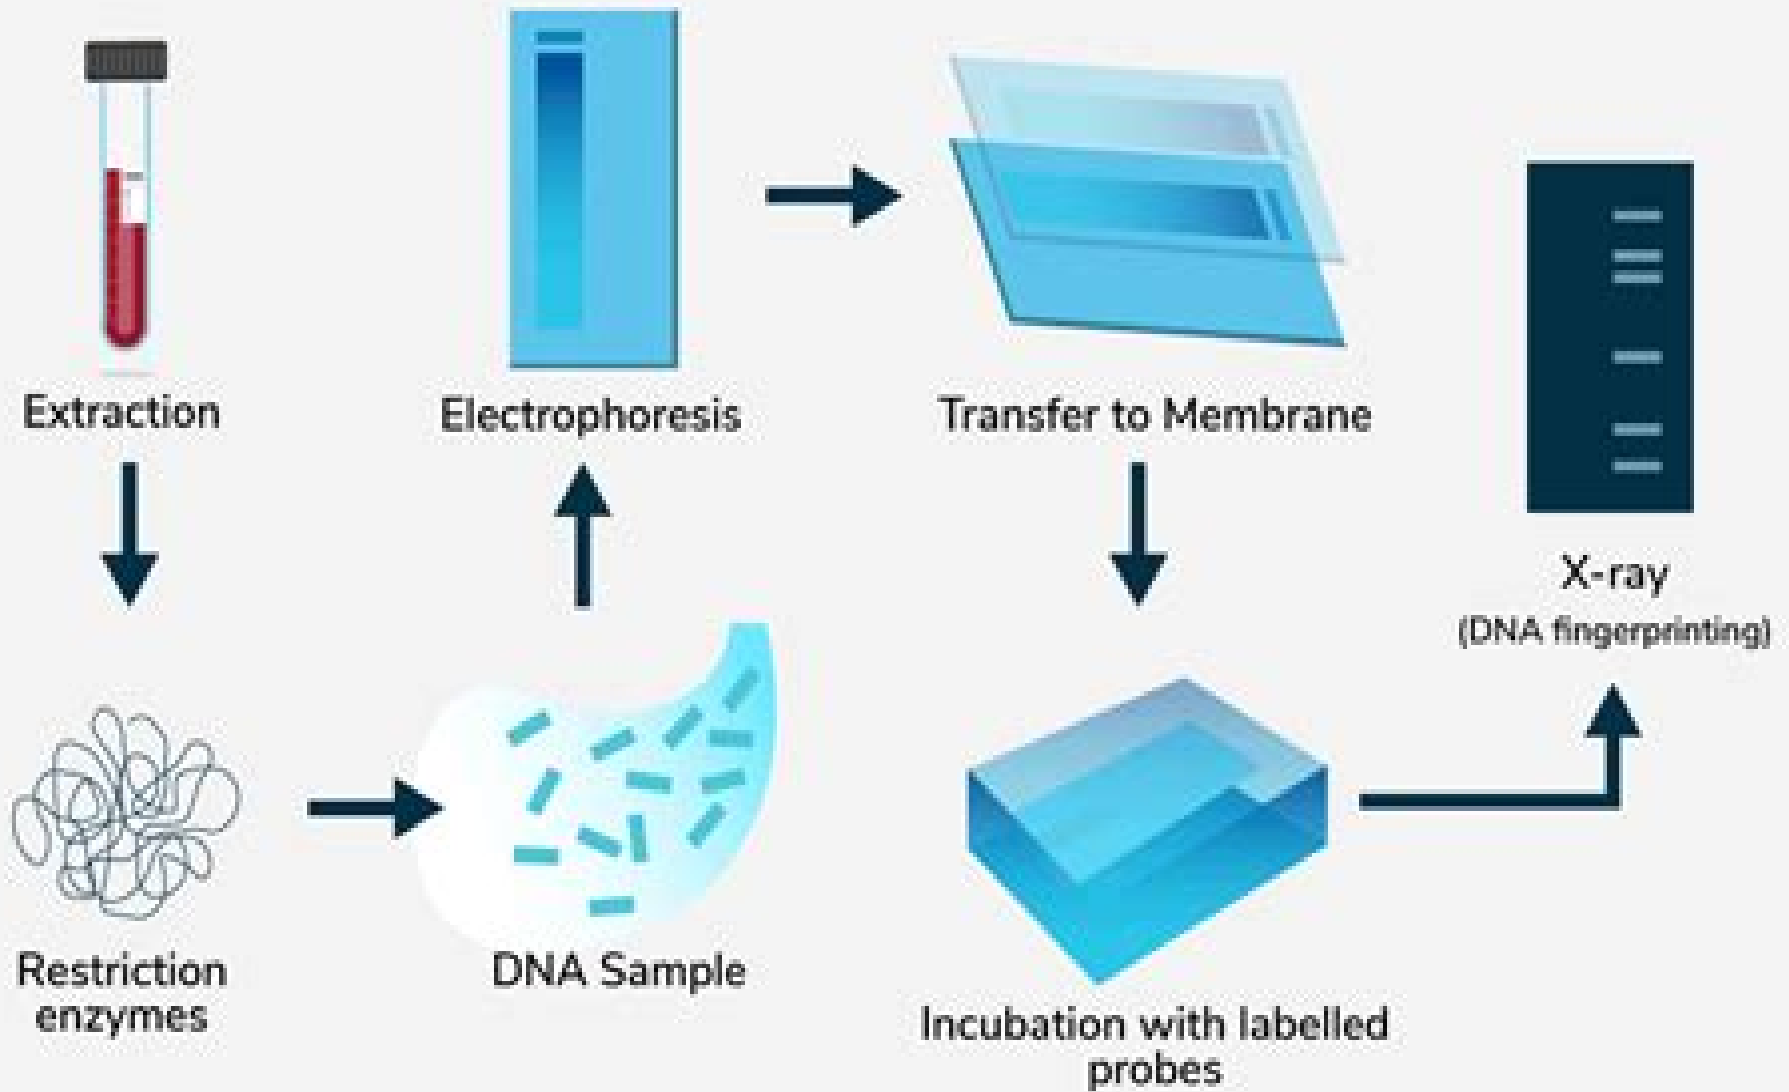 Extraction
Electrophoresis
Transfer to Membrane
X-ray
(DNA fingerprinting)
Restriction
enzymes
DNA Sample
Incubation with labelled
probes